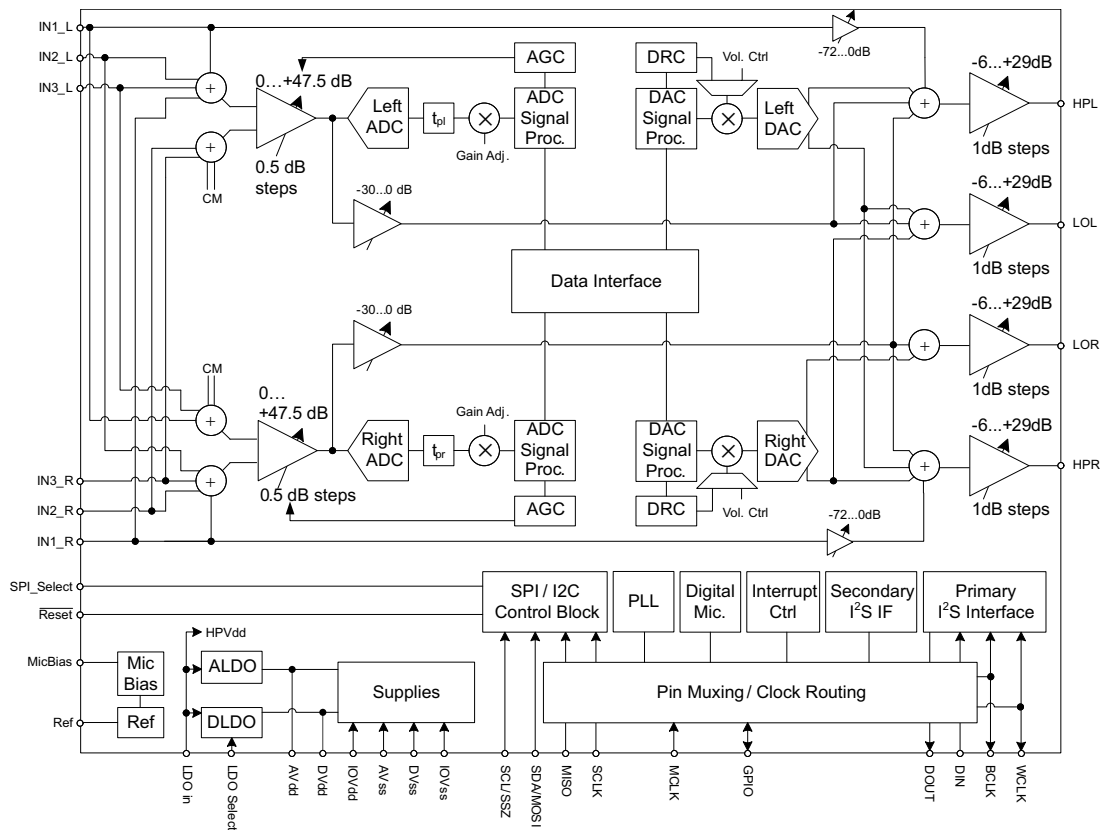 IN1_L
-72...0dB
IN2_L
IN3_L
0...+47.5 dB
AGC
DRC
Vol. Ctrl
-6...+29dB
+
Left
ADC
t_pl
×
Gain Adj.
ADC
Signal
Proc.
DAC
Signal
Proc.
×
Left
DAC
+
HPL
1dB steps
+
CM
0.5 dB
steps
-30...0 dB
-6...+29dB
+
LOL
1dB steps
Data Interface
-30...0 dB
-6...+29dB
+
LOR
1dB steps
CM
0...
+47.5 dB
+
Gain Adj.
Right
ADC
t_pr
×
ADC
Signal
Proc.
DAC
Signal
Proc.
×
Right
DAC
-6...+29dB
+
HPR
1dB steps
IN3_R
+
0.5 dB steps
IN2_R
AGC
DRC
Vol. Ctrl
IN1_R
-72...0dB
SPI_Select
SPI / I2C
Control Block
PLL
Digital
Mic.
Interrupt
Ctrl
Secondary
I²S IF
Primary
I²S Interface
Reset
HPVdd
MicBias
Mic
Bias
ALDO
Supplies
Pin Muxing / Clock Routing
Ref
Ref
DLDO
LDO in
LDO Select
AVdd
DVdd
IOVdd
AVss
DVss
IOVss
SCL/SSZ
SDA/MOSI
MISO
SCLK
MCLK
GPIO
DOUT
DIN
BCLK
WCLK